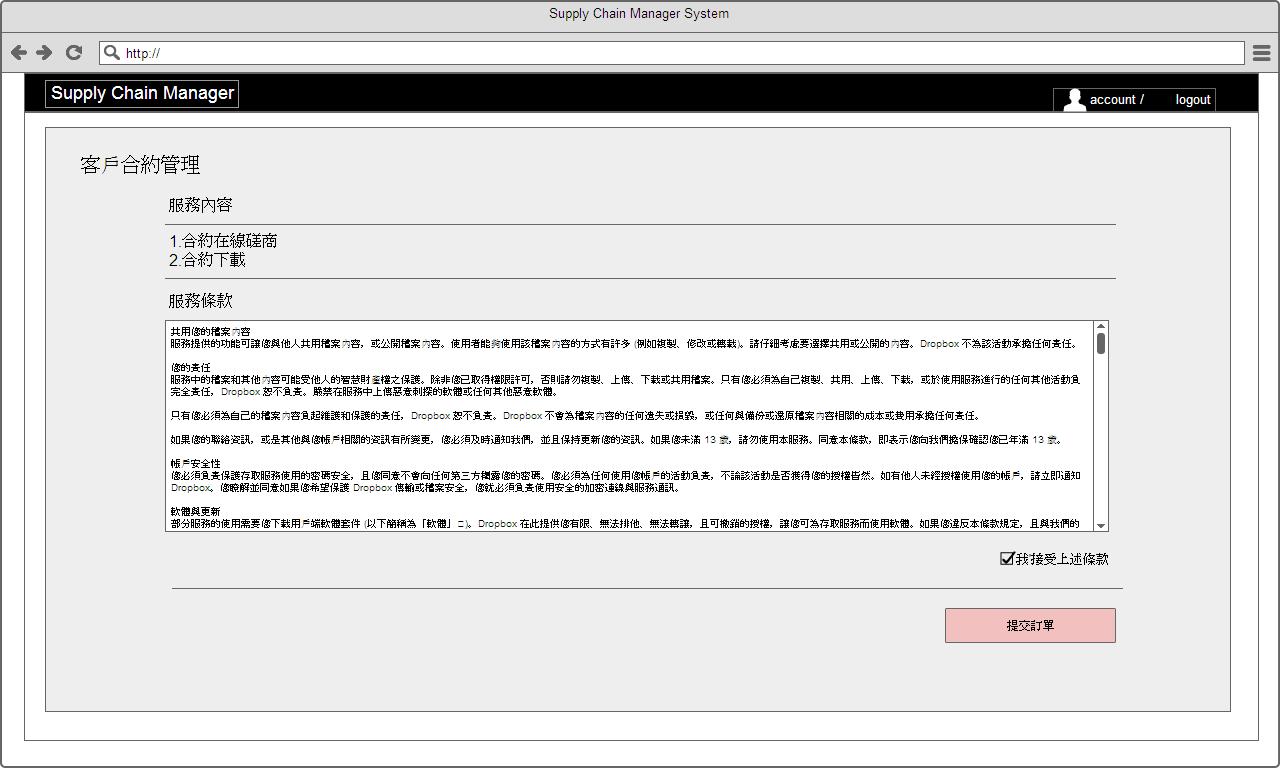 Supply Chain Manager System
http://
Supply Chain Manager
account /
logout
客戶合約管理
服務內容
1.合約在線磋商
2.合約下載
服務條款
共用您的檔案內容
服務提供的功能可讓您與他人共用檔案內容，或公開檔案內容。使用者能夠使用該檔案內容的方式有許多 (例如複製、修改或轉載)。請仔細考慮要選擇共用或公開的內容。Dropbox 不為該活動承擔任何責任。
您的責任
服務中的檔案和其他內容可能受他人的智慧財產權之保護。除非您已取得權限許可，否則請勿複製、上傳、下載或共用檔案。只有您必須為自己複製、共用、上傳、下載，或於使用服務進行的任何其他活動負
完全責任，Dropbox 恕不負責。嚴禁在服務中上傳惡意刺探的軟體或任何其他惡意軟體。
只有您必須為自己的檔案內容負起維護和保護的責任，Dropbox 恕不負責。Dropbox 不會為檔案內容的任何遺失或損毀，或任何與備份或還原檔案內容相關的成本或費用承擔任何責任。
如果您的聯絡資訊，或是其他與您帳戶相關的資訊有所變更，您必須及時通知我們，並且保持更新您的資訊。如果您未滿 13 歲，請勿使用本服務。同意本條款，即表示您向我們擔保確認您已年滿 13 歲。
帳戶安全性
您必須負責保護存取服務使用的密碼安全，且您同意不會向任何第三方揭露您的密碼。您必須為任何使用您帳戶的活動負責，不論該活動是否獲得您的授權皆然。如有他人未經授權使用您的帳戶，請立即通知
Dropbox。您瞭解並同意如果您希望保護 Dropbox 傳輸或檔案安全，您就必須負責使用安全的加密連線與服務通訊。
軟體與更新
部分服務的使用需要您下載用戶端軟體套件 (以下簡稱為「軟體」□)。Dropbox 在此提供您有限、無法排他、無法轉讓，且可撤銷的授權，讓您可為存取服務而使用軟體。如果您違反本條款規定，且與我們的
我接受上述條款
提交訂單